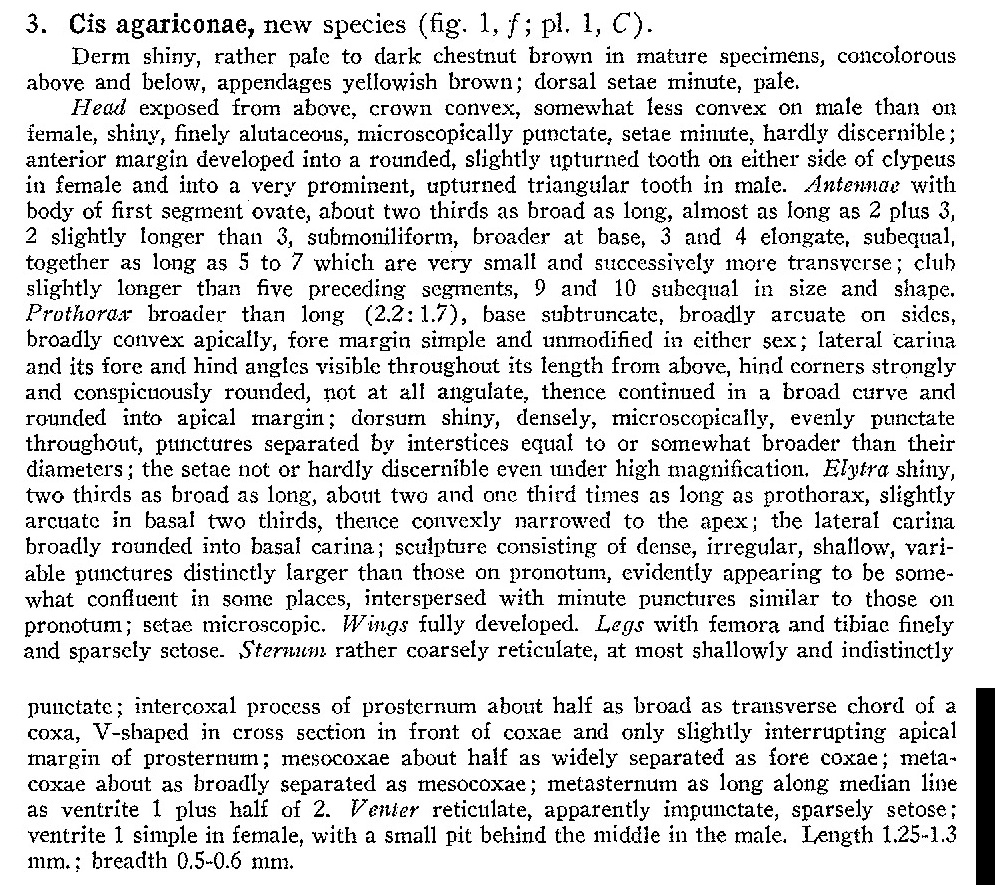 3. Cis agariconae, new species (fig. 1, f; pl. 1, C).
Derm shiny, rather pale to dark chestnut brown in mature specimens, concolorous
above and below, appendages yellowish brown; dorsal setae minute, pale.
Head exposed from above, crown convex, somewhat less convex on male than on
female, shiny, finely alutaceous, microscopically punctate, setae minute, hardly discernible;
anterior margin developed into a rounded, slightly upturned tooth on either side of clypeus
in female and into a very prominent, upturned triangular tooth in male. Antennae with
body of first segment ovate, about two thirds as broad as long, almost as long as 2 plus 3,
2 slightly longer than 3, submoniliform, broader at base, 3 and 4 elongate, subequal,
together as long as 5 to 7 which are very small and successively more transverse; club
slightly longer than five preceding segments, 9 and 10 subequal in size and shape.
Prothorax broader than long (2.2:1.7), base subtruncate, broadly arcuate on sides,
broadly convex apically, fore margin simple and unmodified in either sex; lateral carina
and its fore and hind angles visible throughout its length from above, hind corners strongly
and conspicuously rounded, not at all angulate, thence continued in a broad curve and
rounded into apical margin; dorsum shiny, densely, microscopically, evenly punctate
throughout, punctures separated by interstices equal to or somewhat broader than their
diameters; the setae not or hardly discernible even under high magnification. Elytra shiny,
two thirds as broad as long, about two and one third times as long as prothorax, slightly
arcuate in basal two thirds, thence convexly narrowed to the apex; the lateral carina
broadly rounded into basal carina; sculpture consisting of dense, irregular, shallow, vari-
able punctures distinctly larger than those on pronotum, evidently appearing to be some-
what confluent in some places, interspersed with minute punctures similar to those on
pronotum; setae microscopic. Wings fully developed. Legs with femora and tibiae finely
and sparsely setose. Sternum rather coarsely reticulate, at most shallowly and indistinctly
punctate; intercoxal process of prosternum about half as broad as transverse chord of a
coxa, V-shaped in cross section in front of coxae and only slightly interrupting apical
margin of prosternum; mesocoxae about half as widely separated as fore coxae; meta-
coxae about as broadly separated as mesocoxae; metasternum as long along median line
as ventrite 1 plus half of 2. Venter reticulate, apparently impunctate, sparsely setose;
ventrite 1 simple in female, with a small pit behind the middle in the male. Length 1.25-1.3
mm.; breadth 0.5-0.6 mm.